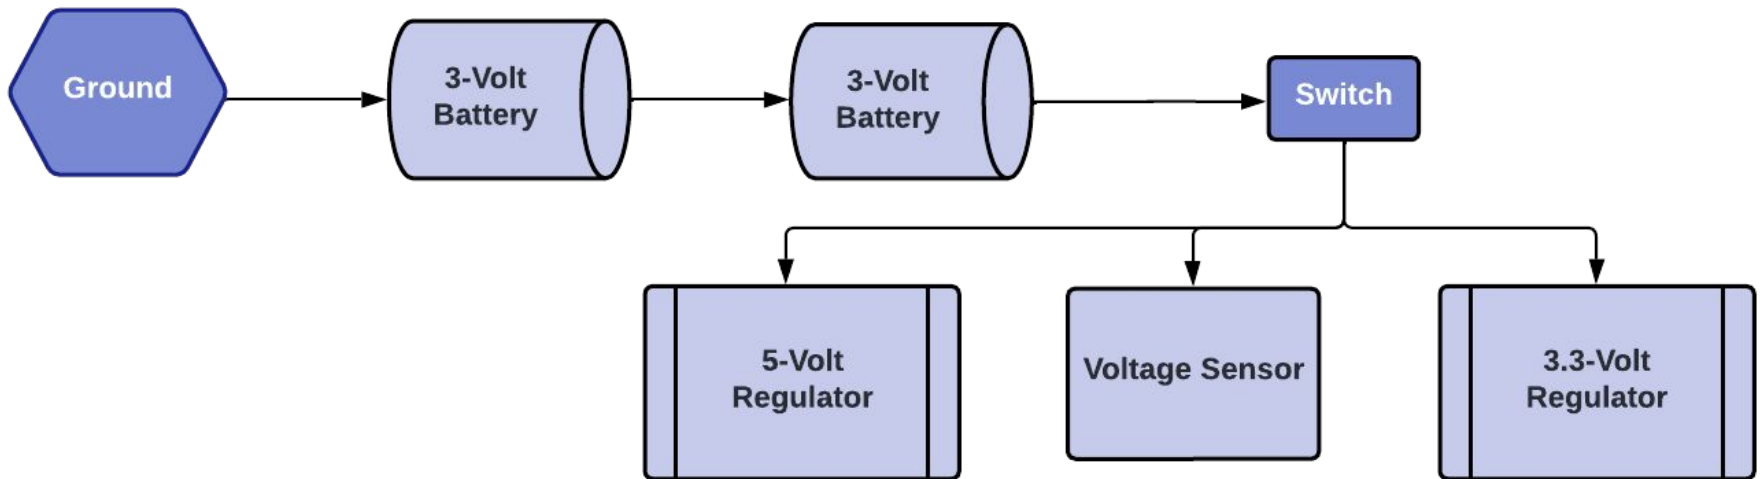 Ground
3-Volt
Battery
3-Volt
Battery
Switch
5-Volt
Regulator
Voltage Sensor
3.3-Volt
Regulator